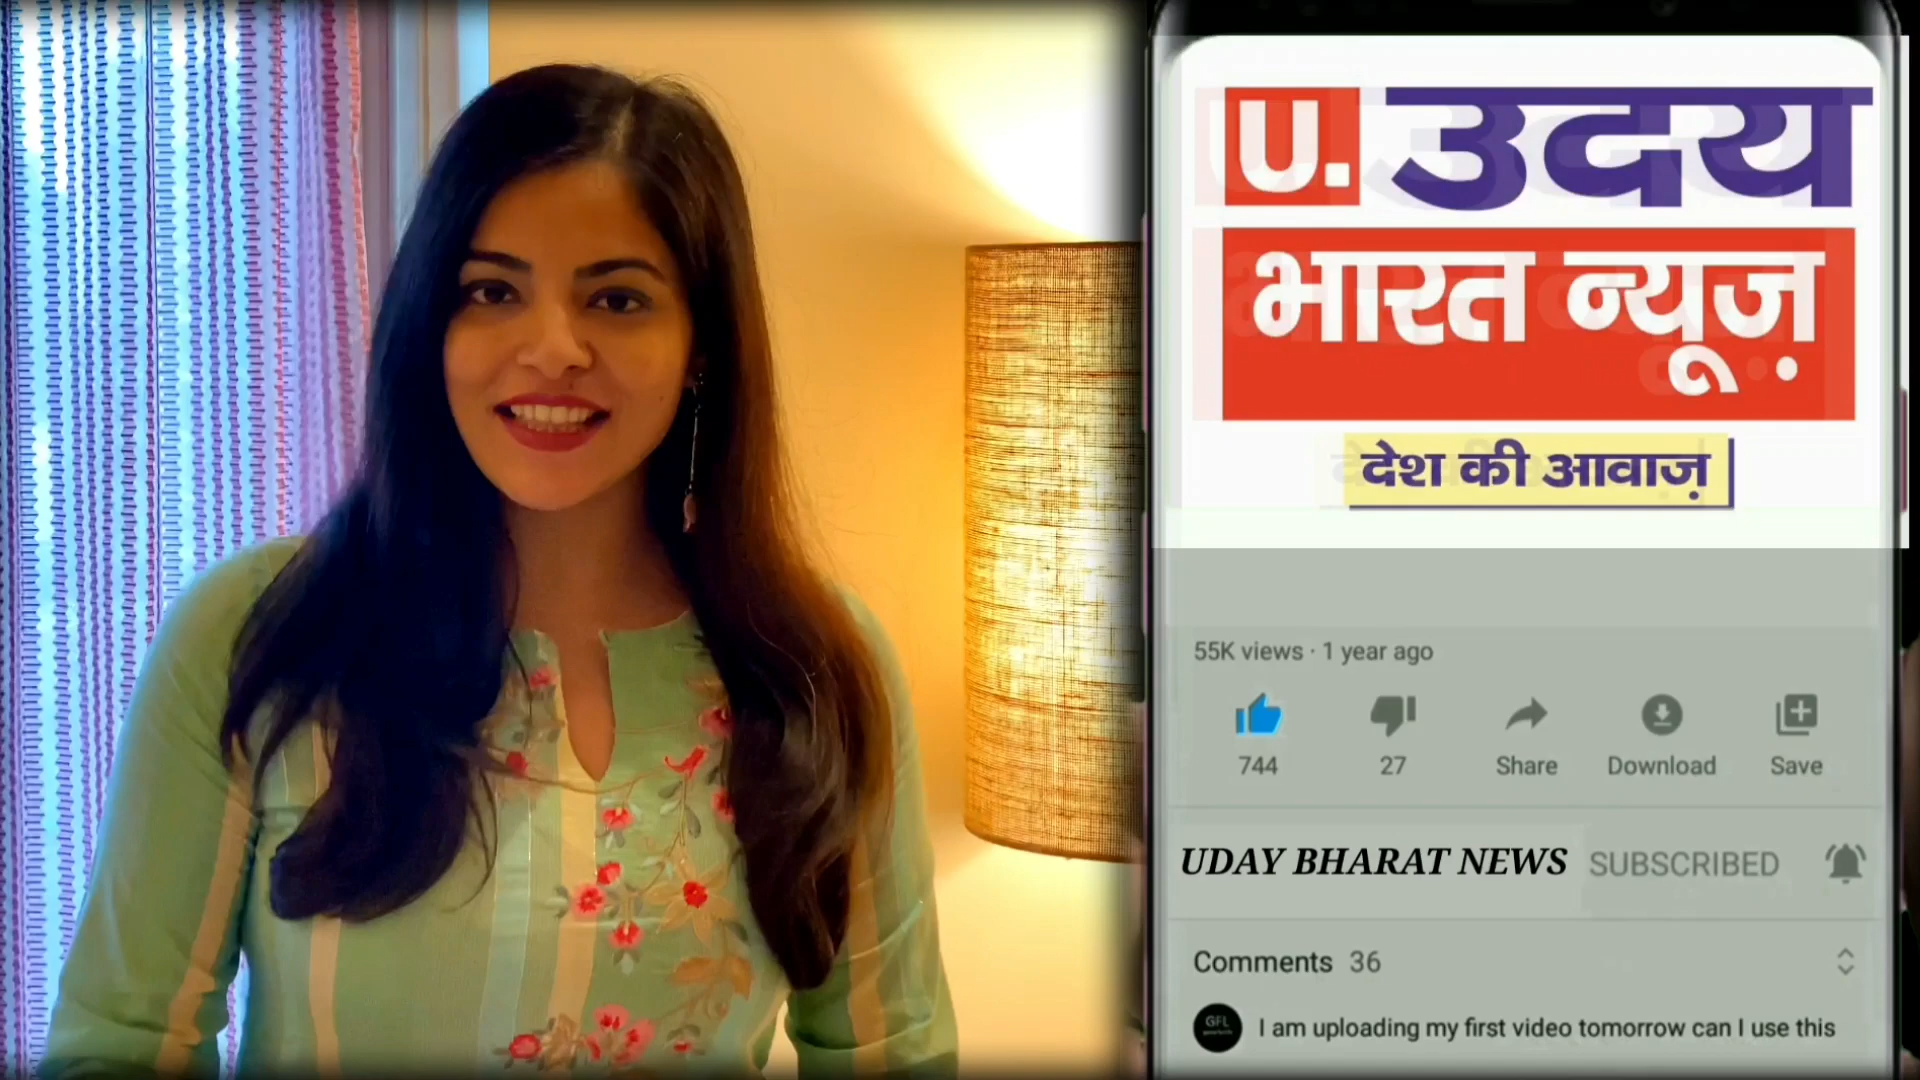 U. उदय
भारत न्यूज़
देश की आवाज़
55K views · 1 year ago
744 27 Share Download Save
UDAY BHARAT NEWS SUBSCRIBED
Comments 36
GFL
I am uploading my first video tomorrow can I use this